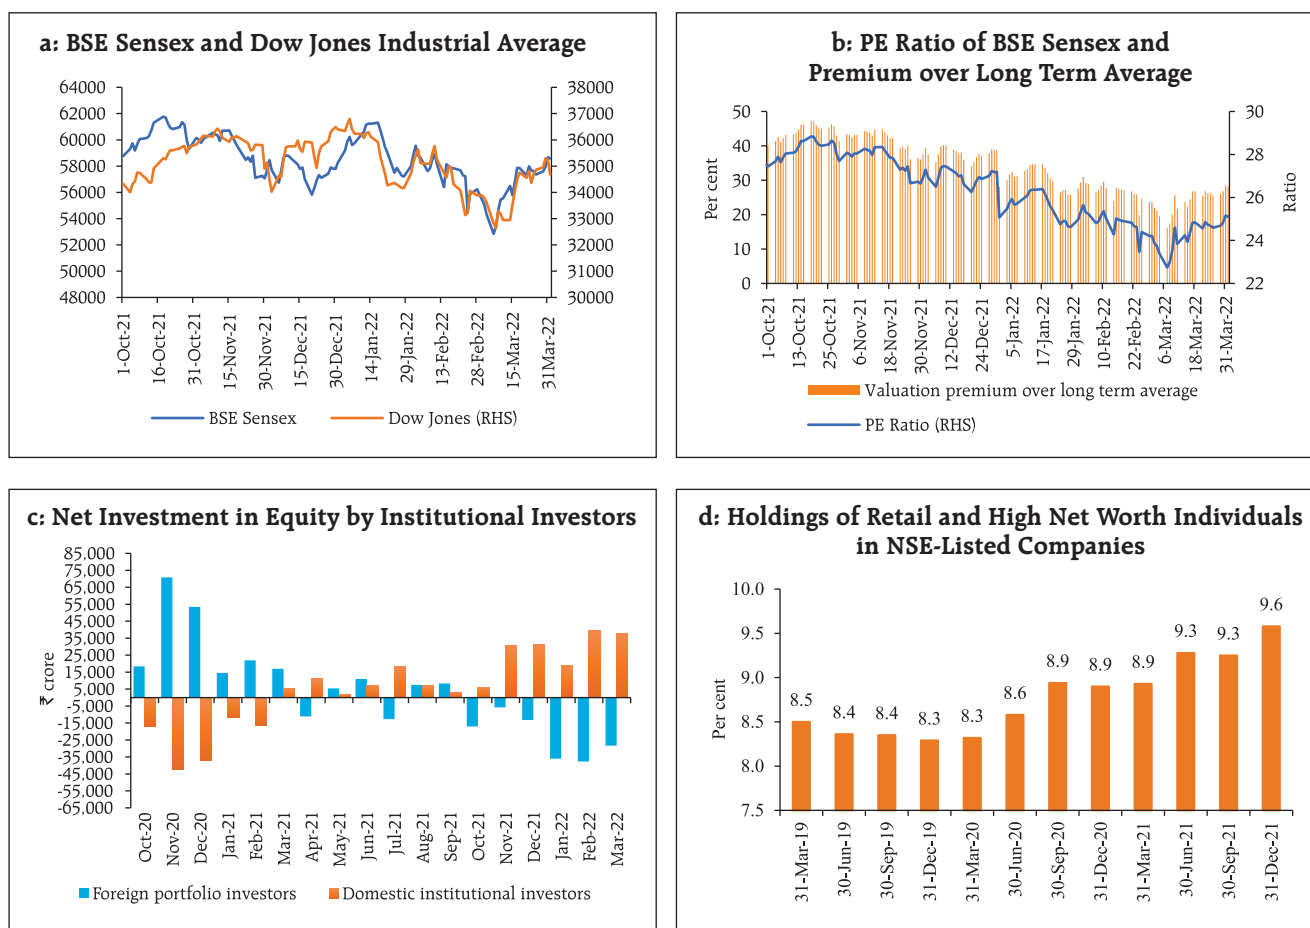 a: BSE Sensex and Dow Jones Industrial Average
64000
62000
60000
58000
56000
54000
52000
50000
48000
38000
37000
36000
35000
34000
33000
32000
31000
30000
1-Oct-21
16-Oct-21
31-Oct-21
15-Nov-21
30-Nov-21
15-Dec-21
30-Dec-21
14-Jan-22
29-Jan-22
13-Feb-22
28-Feb-22
15-Mar-22
31Mar-22
BSE Sensex
Dow Jones (RHS)
b: PE Ratio of BSE Sensex and
Premium over Long Term Average
Per cent
50
40
30
20
10
0
30
28
26
24
22
Ratio
1-Oct-21
13-Oct-21
25-Oct-21
6-Nov-21
18-Nov-21
30-Nov-21
12-Dec-21
24-Dec-21
5-Jan-22
17-Jan-22
29-Jan-22
10-Feb-22
22-Feb-22
6-Mar-22
18-Mar-22
31-Mar-22
Valuation premium over long term average
PE Ratio (RHS)
c: Net Investment in Equity by Institutional Investors
₹ crore
85,000
75,000
65,000
55,000
45,000
35,000
25,000
15,000
5,000
-5,000
-15,000
-25,000
-35,000
-45,000
-55,000
-65,000
Oct-20
Nov-20
Dec-20
Jan-21
Feb-21
Mar-21
Apr-21
May-21
Jun-21
Jul-21
Aug-21
Sep-21
Oct-21
Nov-21
Dec-21
Jan-22
Feb-22
Mar-22
Foreign portfolio investors
Domestic institutional investors
d: Holdings of Retail and High Net Worth Individuals
in NSE-Listed Companies
Per cent
10.0
9.5
9.0
8.5
8.0
7.5
8.5
8.4
8.4
8.3
8.3
8.6
8.9
8.9
8.9
9.3
9.3
9.6
31-Mar-19
30-Jun-19
30-Sep-19
31-Dec-19
31-Mar-20
30-Jun-20
30-Sep-20
31-Dec-20
31-Mar-21
30-Jun-21
30-Sep-21
31-Dec-21